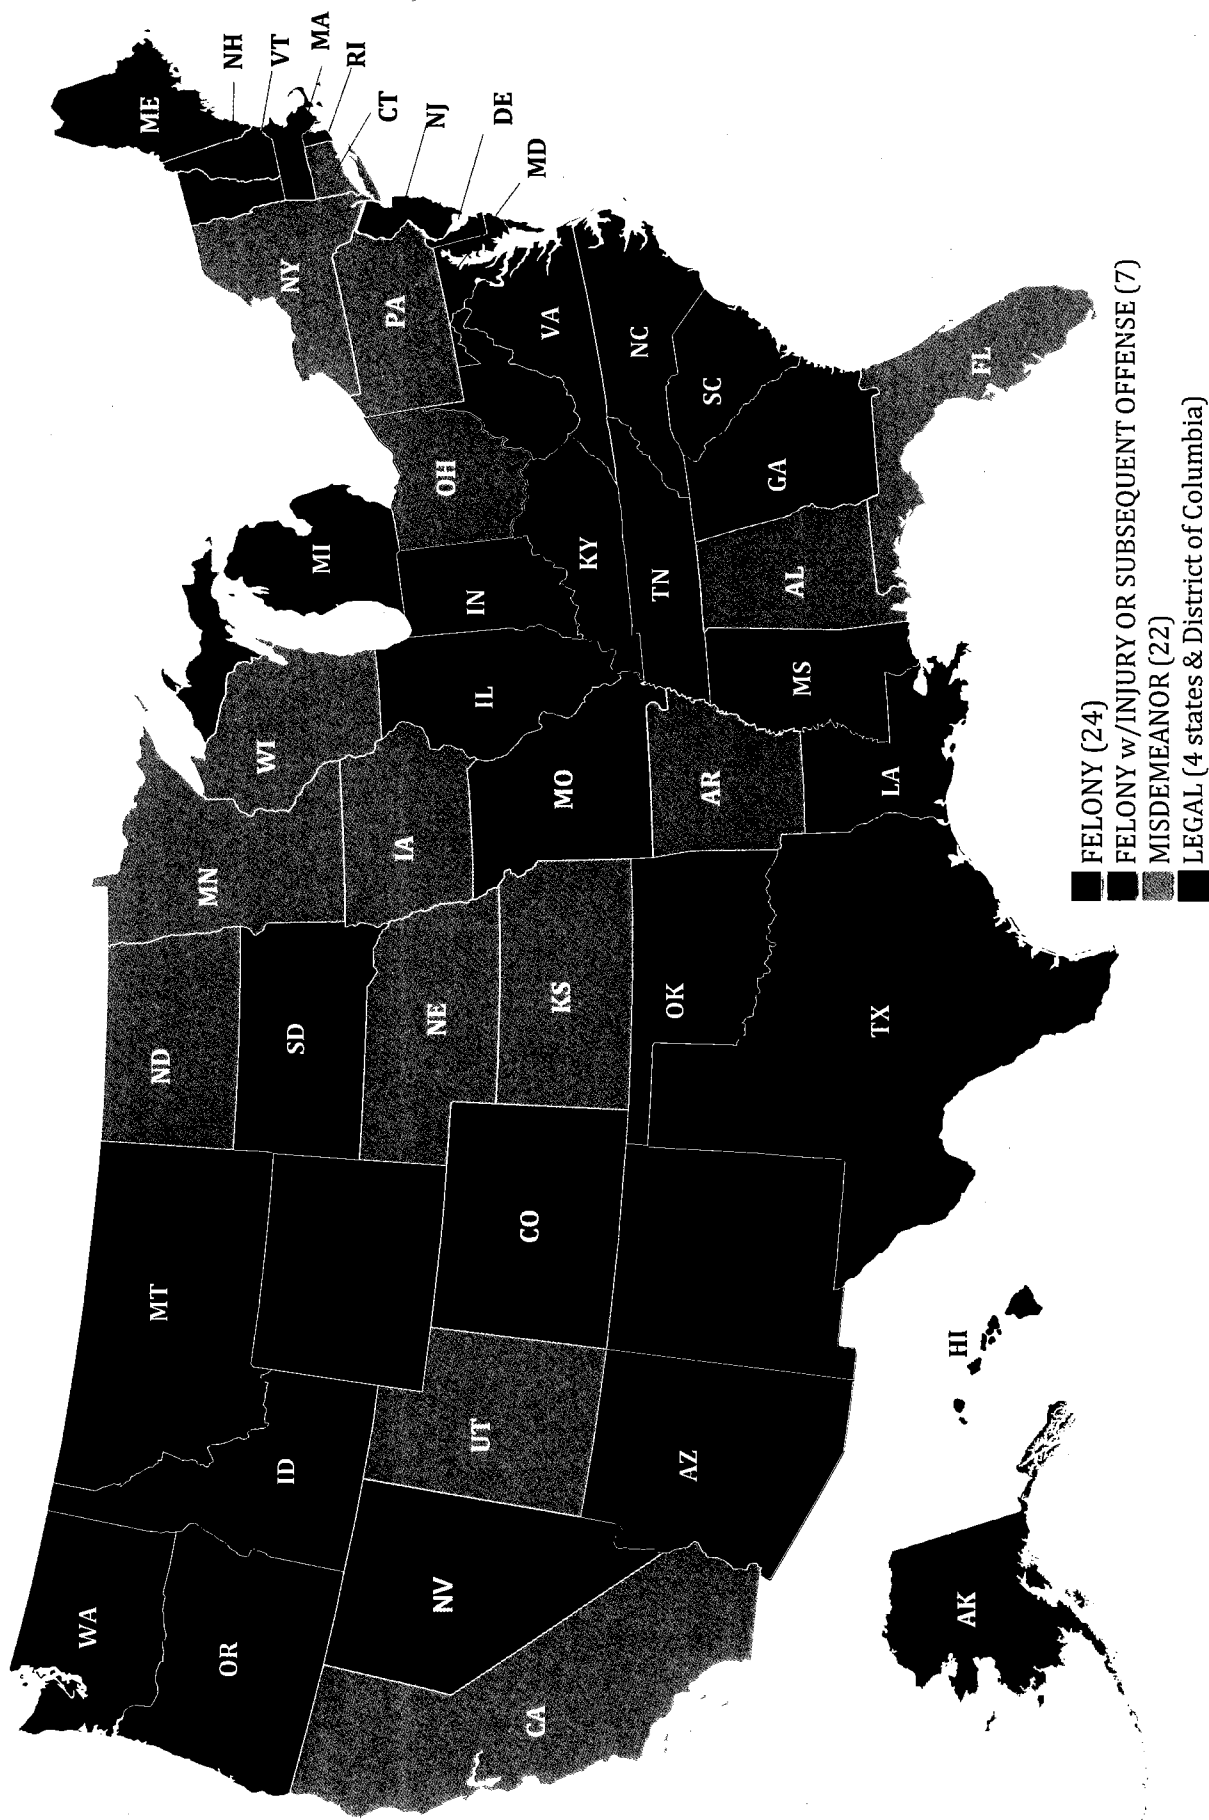 WA
OR
CA
NV
ID
MT
UT
AZ
CO
ND
SD
NE
KS
OK
TX
MN
IA
MO
AR
LA
WI
IL
MS
MI
IN
KY
TN
AL
OH
GA
FL
SC
NC
VA
PA
NY
ME
NH
VT
MA
RI
CT
NJ
DE
MD
AK
HI
FELONY (24)
FELONY w/INJURY OR SUBSEQUENT OFFENSE (7)
MISDEMEANOR (22)
LEGAL (4 states & District of Columbia)